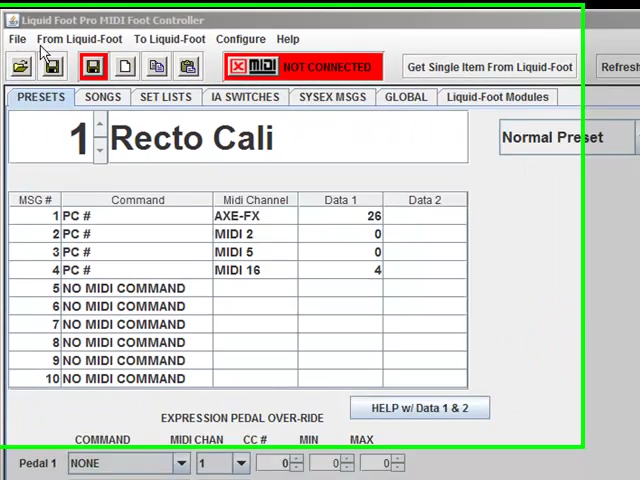 Liquid Foot Pro MIDI Foot Controller
File From Liquid-Foot To Liquid-Foot Configure Help
MIDI NOT CONNECTED Get Single Item From Liquid-Foot Refresh
PRESETS SONGS SET LISTS IA SWITCHES SYSEX MSGS GLOBAL Liquid-Foot Modules
1 Recto Cali Normal Preset
MSG # Command Midi Channel Data 1 Data 2
1 PC # AXE-FX 26
2 PC # MIDI 2 0
3 PC # MIDI 5 0
4 PC # MIDI 16 4
5 NO MIDI COMMAND
6 NO MIDI COMMAND
7 NO MIDI COMMAND
8 NO MIDI COMMAND
9 NO MIDI COMMAND
10 NO MIDI COMMAND
HELP w/ Data 1 & 2
EXPRESSION PEDAL OVER-RIDE
COMMAND MIDI CHAN CC # MIN MAX
Pedal 1 NONE 1 0 0 0